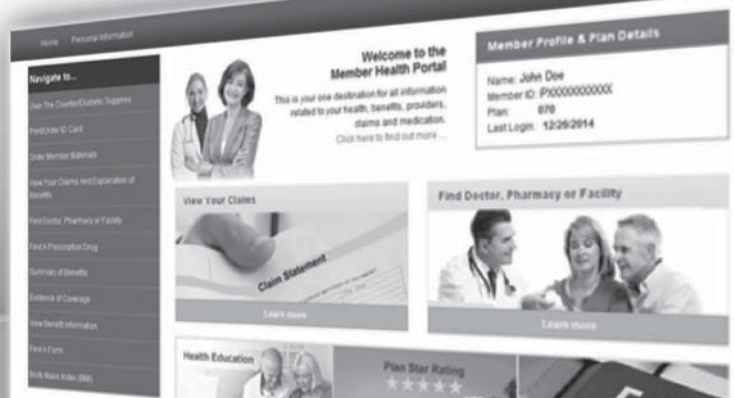 Home Personal Information
Navigate to...
Over The Counter/Diabetic Supplies
Print/Order ID Card
Order Member Materials
View Your Claims And Explanation of
Benefits
Find Doctor, Pharmacy or Facility
Find A Prescription Drug
Summary of Benefits
Evidence of Coverage
View Benefit Information
Find A Form
Body Mass Index (BMI)
Welcome to the
Member Health Portal
This is your one destination for all information
related to your health, benefits, providers,
claims and medication.
Click here to find out more ...
Member Profile & Plan Details
Name: John Doe
Member ID: PXXXXXXXXXX
Plan: 070
Last Login: 12/26/2014
View Your Claims
Claim Statement
Learn more
Find Doctor, Pharmacy or Facility
Learn more
Health Education
Plan Star Rating